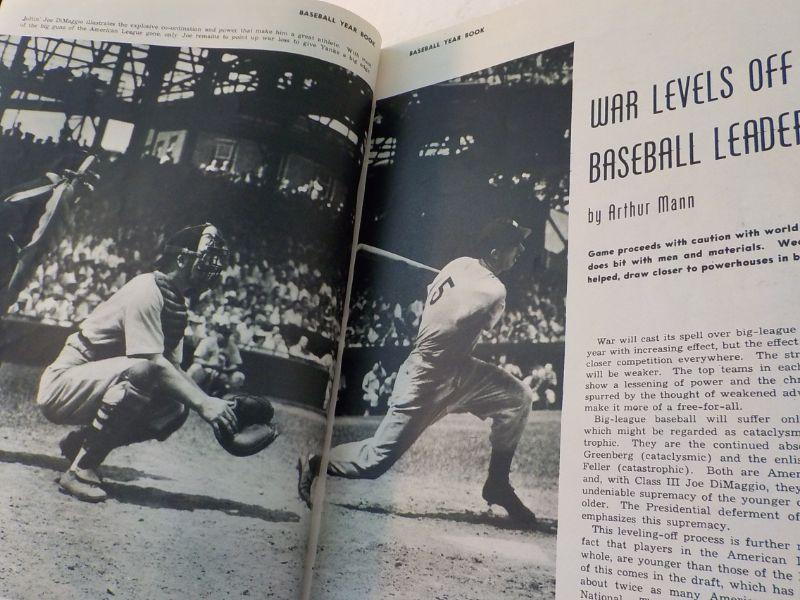 BASEBALL YEAR BOOK
Joltin' Joe DiMaggio illustrates the explosive co-ordination and power that make him a great athlete. With most
of the big guns of the American League gone only Joe remains to point up war loss to give Yanks a big edge
BASEBALL YEAR BOOK
5
WAR LEVELS OFF
BASEBALL LEADER
by Arthur Mann
Game proceeds with caution with world
does bit with men and materials. Wea
helped, draw closer to powerhouses in b
War will cast its spell over big-league
year with increasing effect, but the effect
closer competition everywhere. The stro
will be weaker. The top teams in each
show a lessening of power and the
spurred by the thought of weakened adv
make it more of a free-for-all.
Big-league baseball will suffer onl
which might be regarded as cataclysm
trophic. They are the continued abse
Greenberg (cataclysmic) and the enlis
Feller (catastrophic). Both are Amer
and, with Class III Joe DiMaggio, they
undeniable supremacy of the younger o
older. The Presidential deferment of
emphasizes this supremacy.
This leveling-off process is further
fact that players in the American L
whole, are younger than those of the
of this comes in the draft, which has
about twice as many American
National